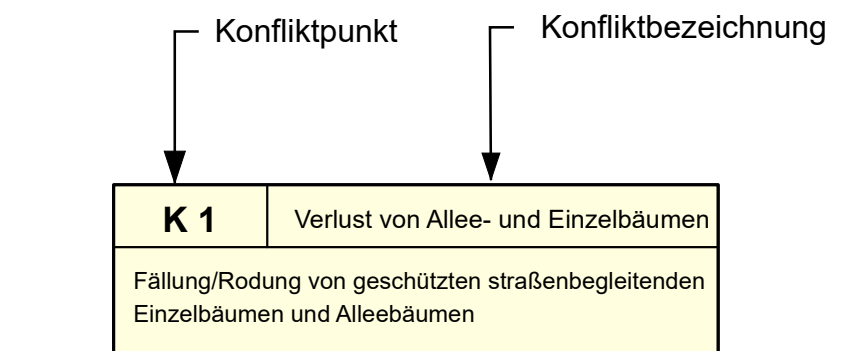 Konfliktpunkt
Konfliktbezeichnung
K 1
Verlust von Allee- und Einzelbäumen
Fällung/Rodung von geschützten straßenbegleitenden
Einzelbäumen und Alleebäumen